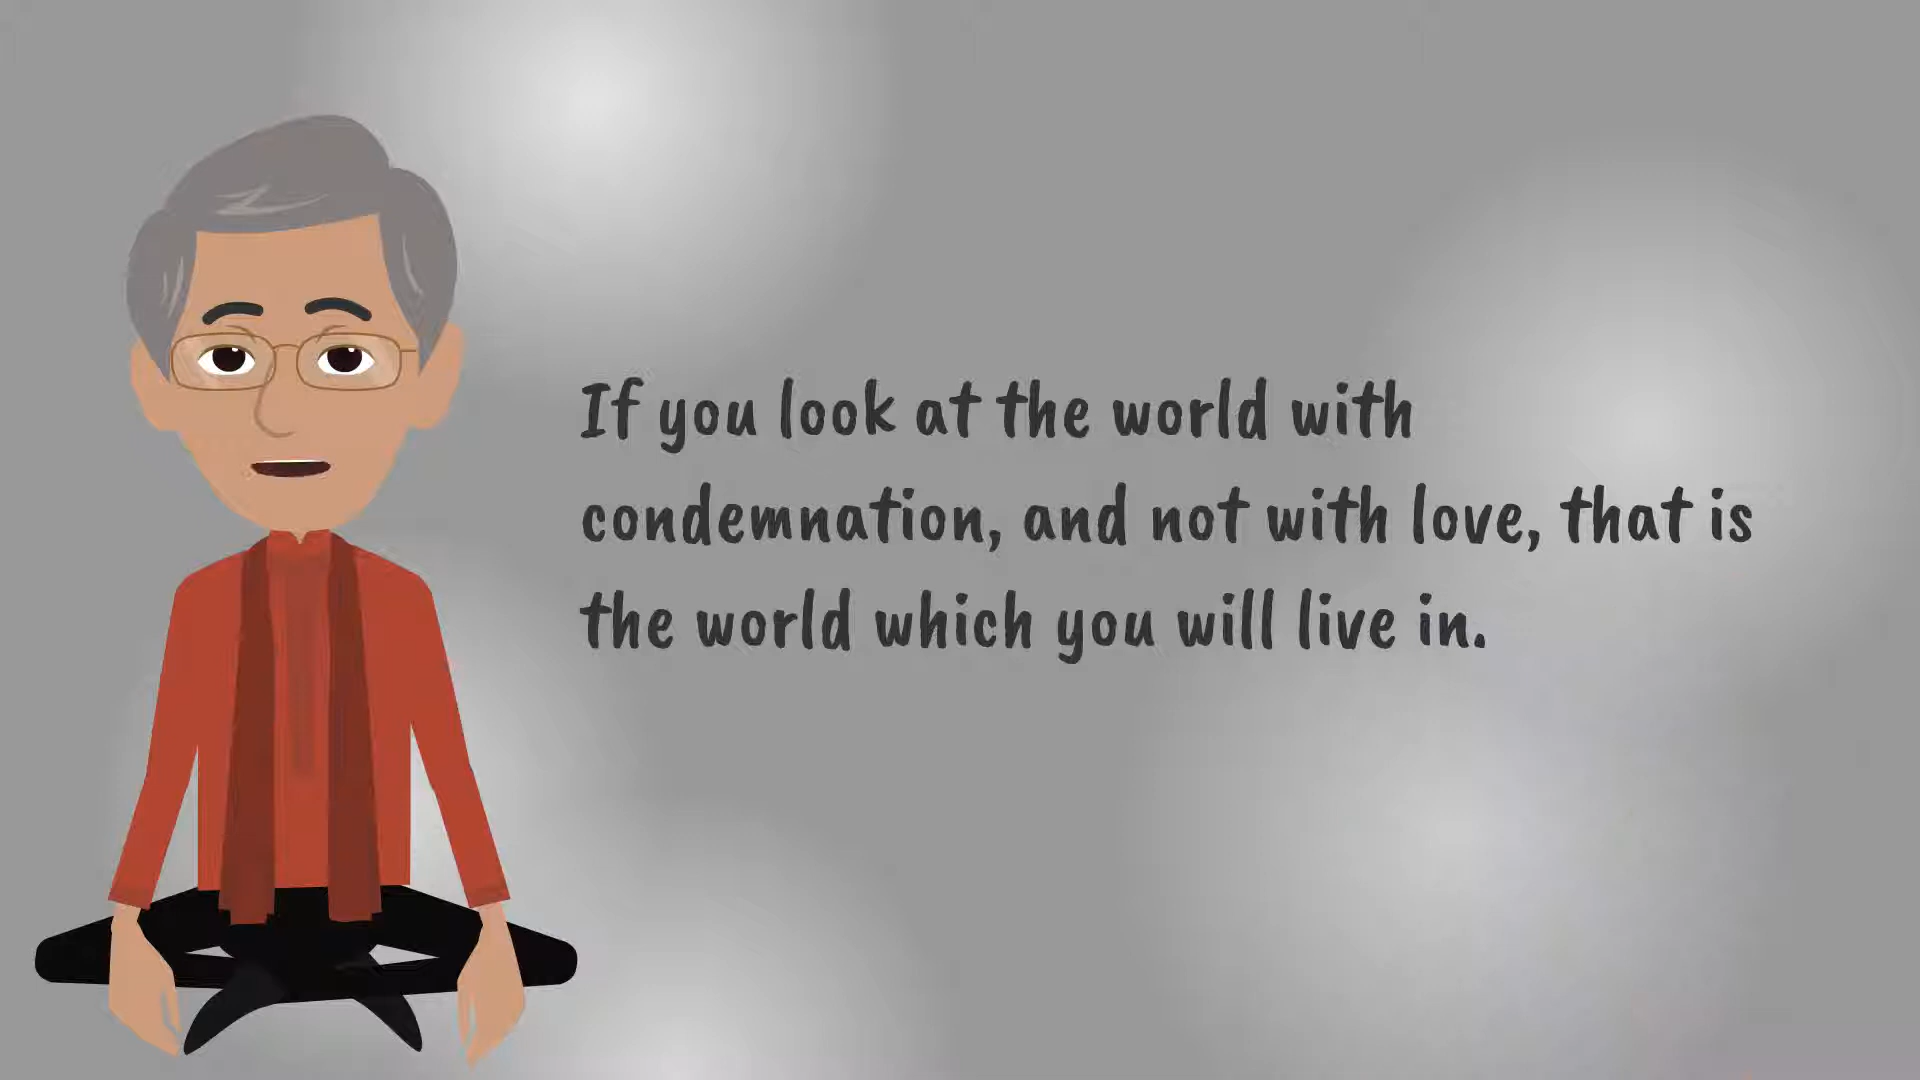 If you look at the world with
condemnation, and not with love, that is
the world which you will live in.